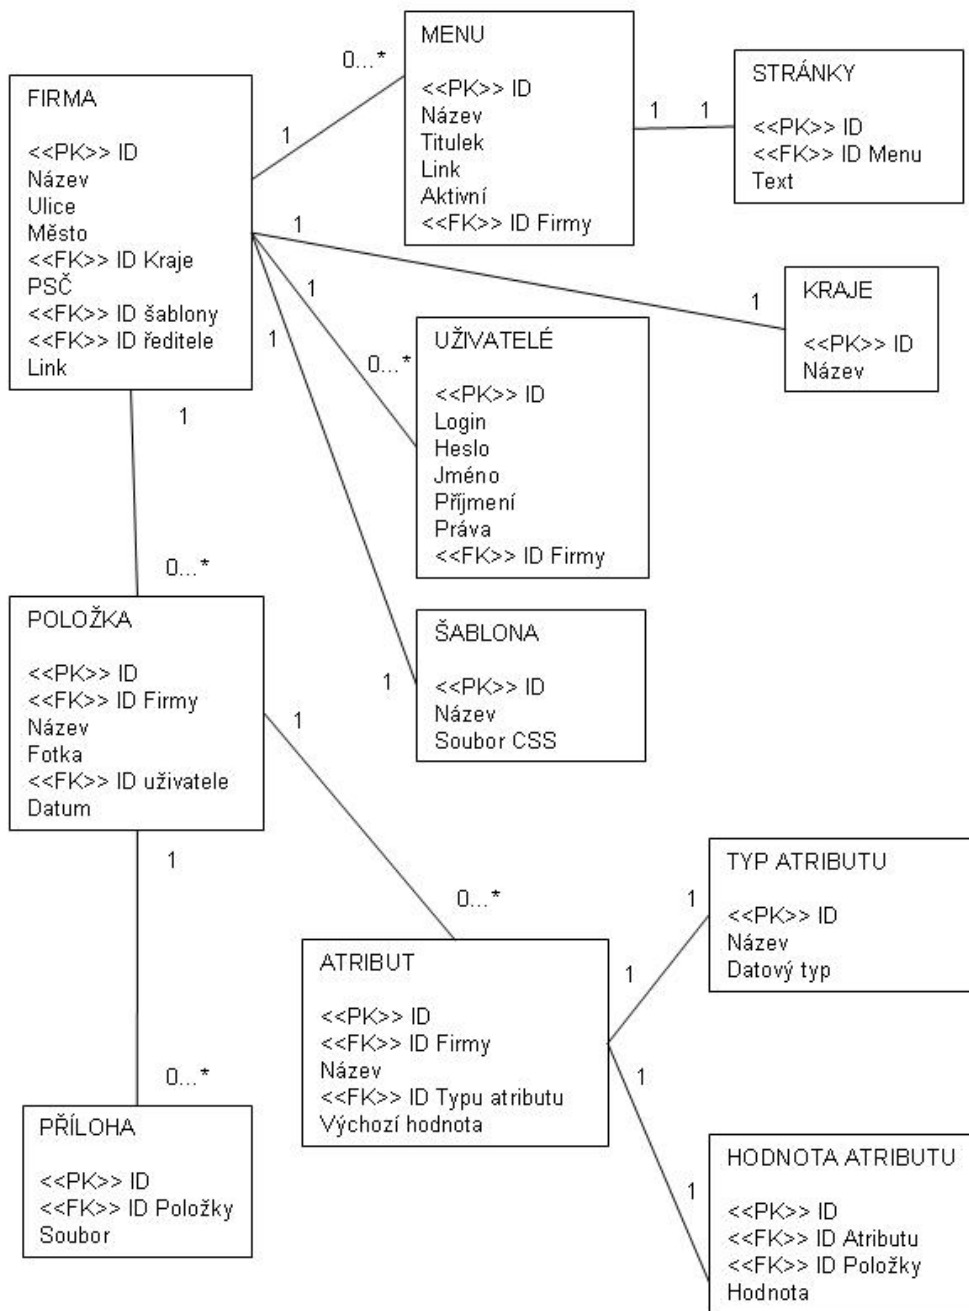 MENU
<<PK>> ID
Název
Titulek
Link
Aktivní
<<FK>> ID Firmy
0...*
1
FIRMA
<<PK>> ID
Název
Ulice
Město
<<FK>> ID Kraje
PSČ
<<FK>> ID šablony
<<FK>> ID ředitele
Link
1
1
STRÁNKY
<<PK>> ID
<<FK>> ID Menu
Text
1
1
KRAJE
<<PK>> ID
Název
1
0...*
UŽIVATELÉ
<<PK>> ID
Login
Heslo
Jméno
Příjmení
Práva
<<FK>> ID Firmy
1
1
ŠABLONA
<<PK>> ID
Název
Soubor CSS
1
0...*
POLOŽKA
<<PK>> ID
<<FK>> ID Firmy
Název
Fotka
<<FK>> ID uživatele
Datum
1
0...*
ATRIBUT
<<PK>> ID
<<FK>> ID Firmy
Název
<<FK>> ID Typu atributu
Výchozí hodnota
1
1
TYP ATRIBUTU
<<PK>> ID
Název
Datový typ
1
1
HODNOTA ATRIBUTU
<<PK>> ID
<<FK>> ID Atributu
<<FK>> ID Položky
Hodnota
1
0...*
PŘÍLOHA
<<PK>> ID
<<FK>> ID Položky
Soubor